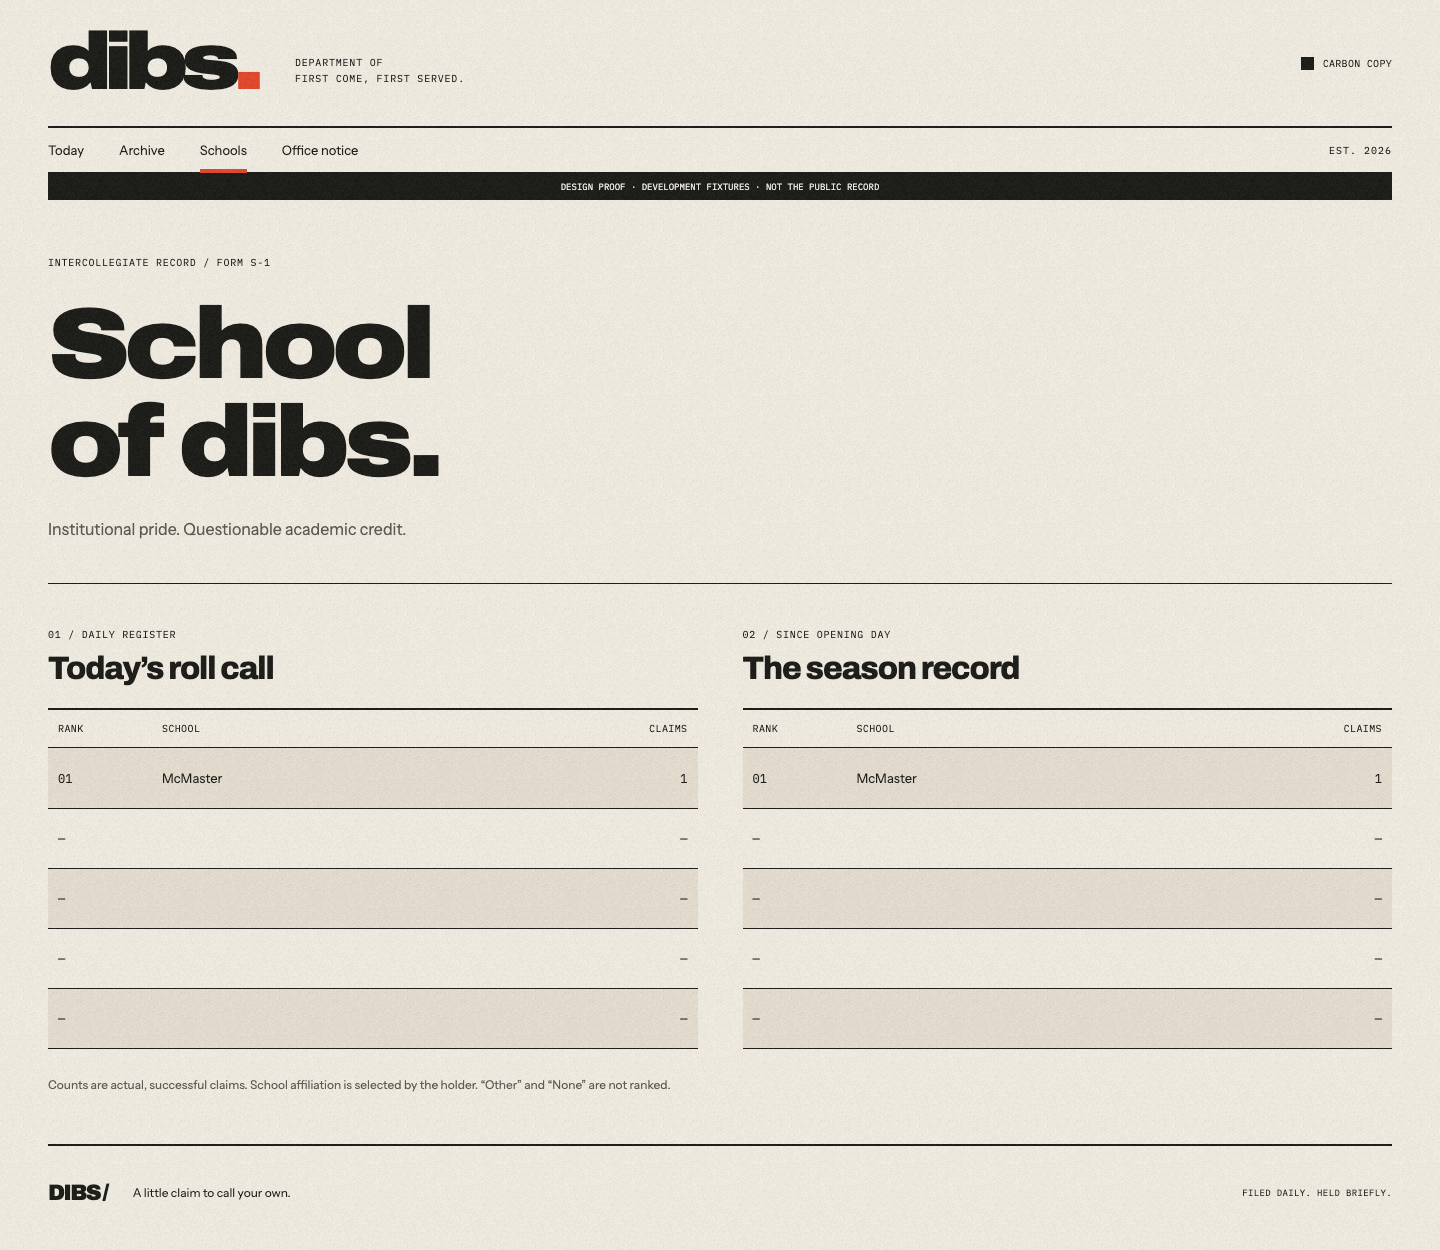 dibs.
DEPARTMENT OF
FIRST COME, FIRST SERVED.
CARBON COPY
Today Archive Schools Office notice EST. 2026
DESIGN PROOF · DEVELOPMENT FIXTURES · NOT THE PUBLIC RECORD
INTERCOLLEGIATE RECORD / FORM S-1
School
of dibs.
Institutional pride. Questionable academic credit.
01 / DAILY REGISTER
Today’s roll call
RANK SCHOOL CLAIMS
01 McMaster 1
— —
— —
— —
— —
02 / SINCE OPENING DAY
The season record
RANK SCHOOL CLAIMS
01 McMaster 1
— —
— —
— —
— —
Counts are actual, successful claims. School affiliation is selected by the holder. “Other” and “None” are not ranked.
DIBS/ A little claim to call your own. FILED DAILY. HELD BRIEFLY.